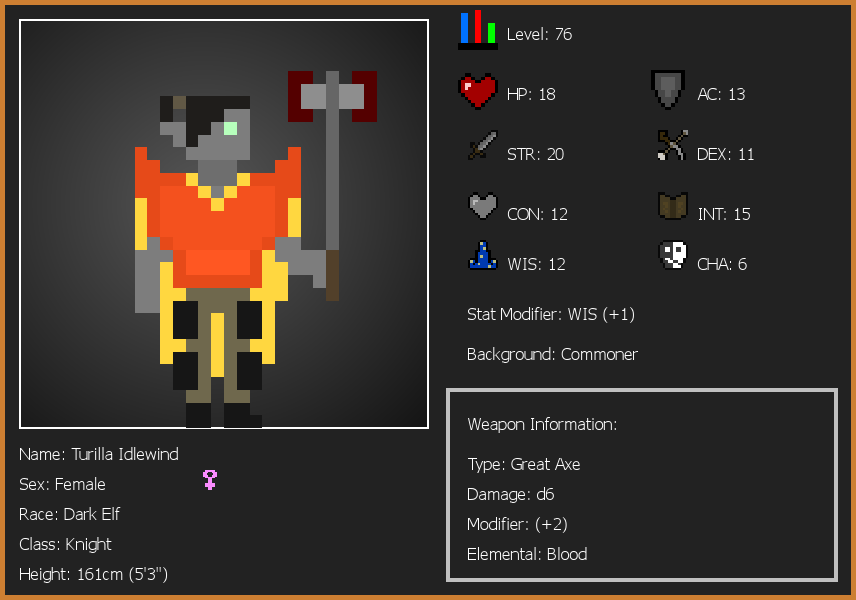 Level: 76
HP: 18
AC: 13
STR: 20
DEX: 11
CON: 12
INT: 15
WIS: 12
CHA: 6
Stat Modifier: WIS (+1)
Background: Commoner
Weapon Information:
Type: Great Axe
Damage: d6
Modifier: (+2)
Elemental: Blood
Name: Turilla Idlewind
Sex: Female
Race: Dark Elf
Class: Knight
Height: 161cm (5'3")